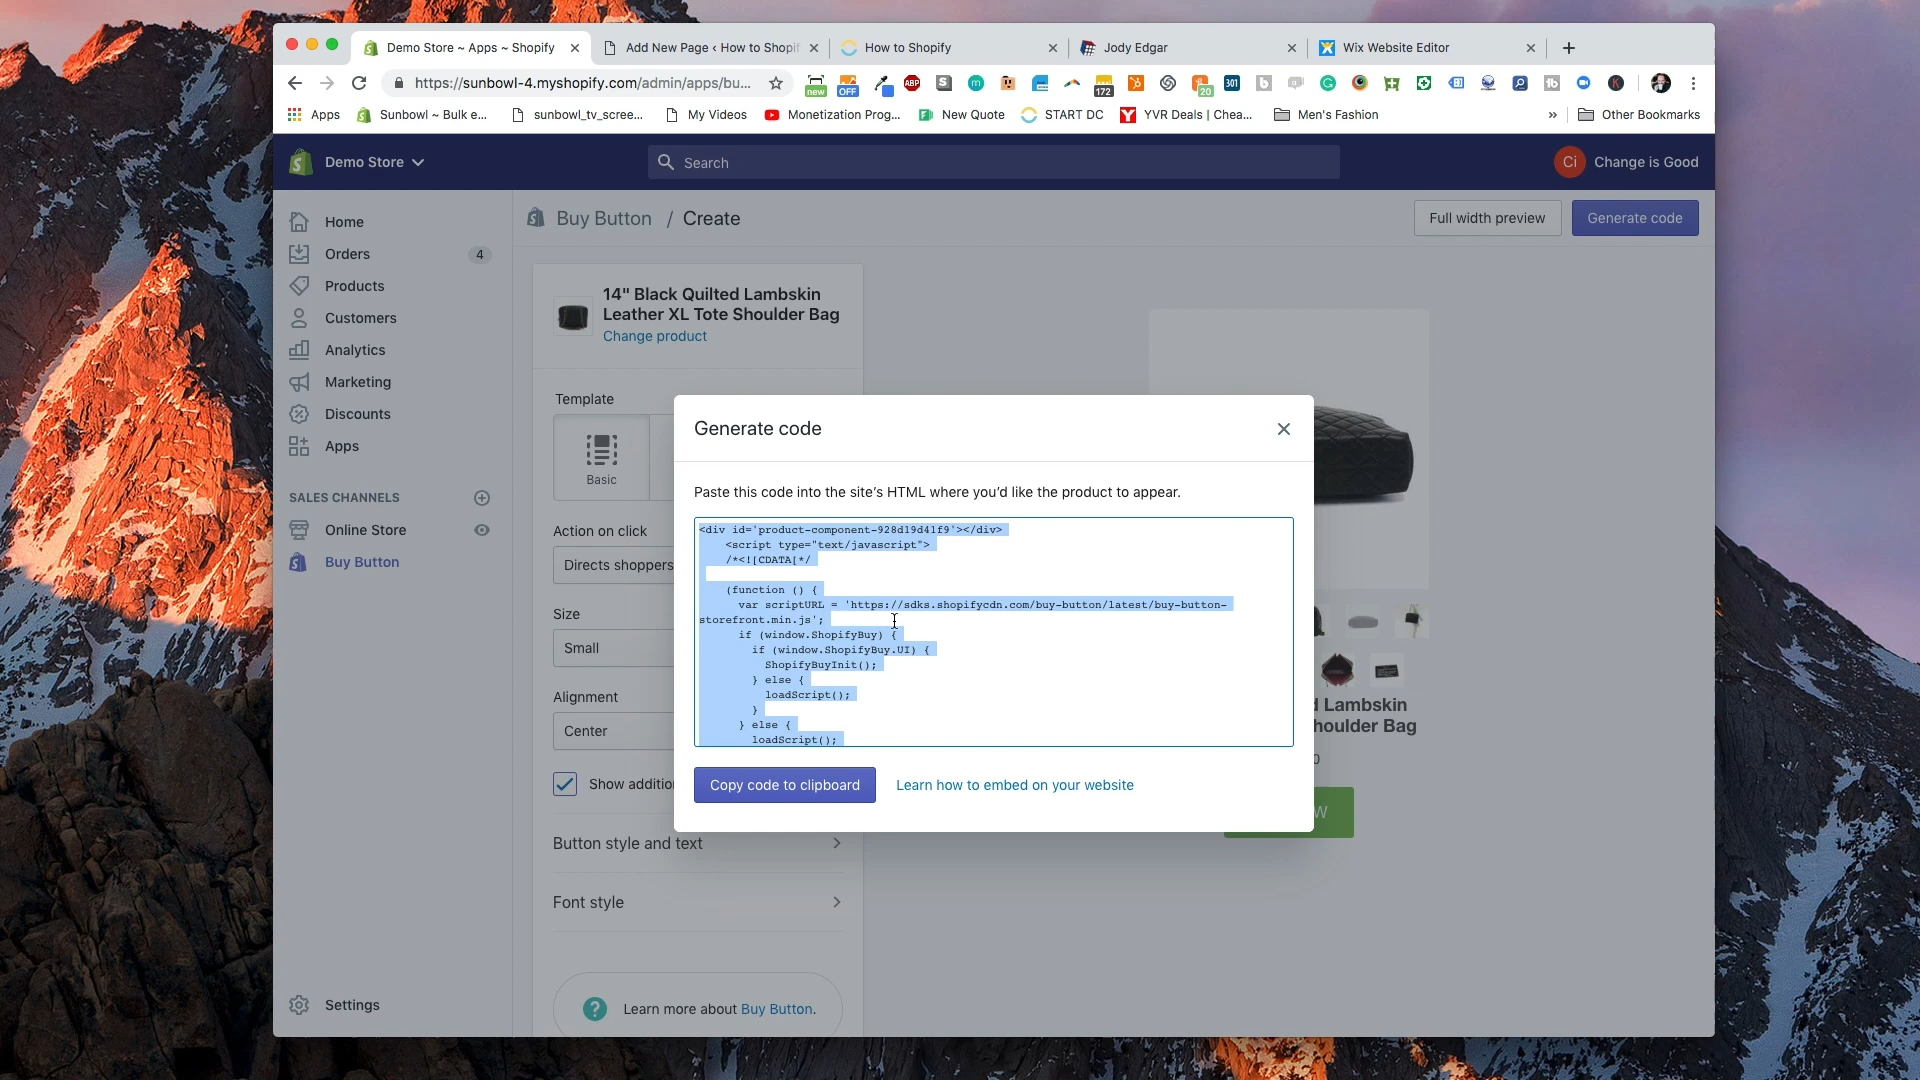 Demo Store ~ Apps ~ Shopify
Add New Page ‹ How to Shopif
How to Shopify
Jody Edgar
Wix Website Editor
https://sunbowl-4.myshopify.com/admin/apps/bu...
new
OFF
ABP
172
20
301
Apps
Sunbowl ~ Bulk e...
sunbowl_tv_scree...
My Videos
Monetization Prog...
New Quote
START DC
YVR Deals | Chea...
Men's Fashion
»
Other Bookmarks
Demo Store
Search
Ci
Change is Good
Home
Orders
4
Products
Customers
Analytics
Marketing
Discounts
Apps
SALES CHANNELS
Online Store
Buy Button
Settings
Buy Button / Create
Full width preview
Generate code
14" Black Quilted Lambskin
Leather XL Tote Shoulder Bag
Change product
Template
Basic
Action on click
Directs shoppers
Size
Small
Alignment
Center
Show additio
Button style and text
Font style
Learn more about Buy Button.
Generate code
Paste this code into the site's HTML where you'd like the product to appear.
<div id='product-component-928d19d41f9'></div>
<script type="text/javascript">
/*<![CDATA[*/
(function () {
var scriptURL = 'https://sdks.shopifycdn.com/buy-button/latest/buy-button-
storefront.min.js';
if (window.ShopifyBuy) {
if (window.ShopifyBuy.UI) {
ShopifyBuyInit();
} else {
loadScript();
}
} else {
loadScript();
Copy code to clipboard
Learn how to embed on your website
d Lambskin
houlder Bag
0
W